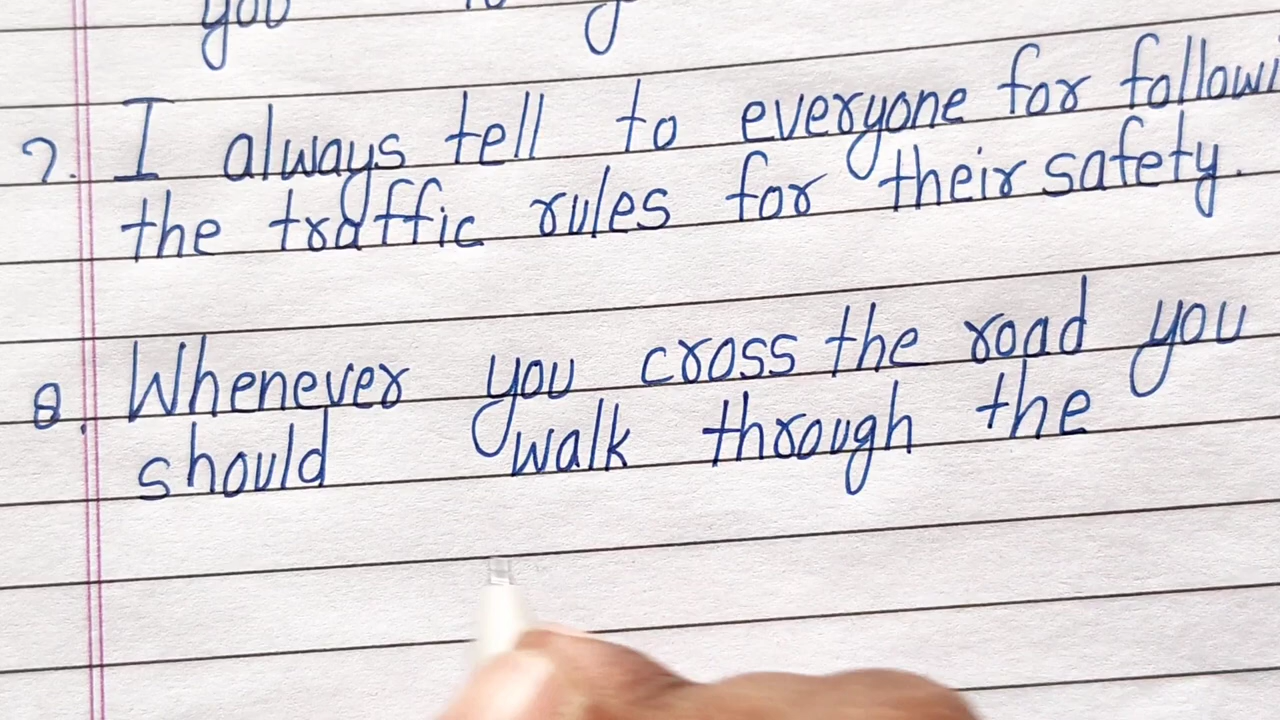 you
7. I always tell to everyone for followi
the traffic rules for their safety.
8. Whenever you cross the road you
should walk through the